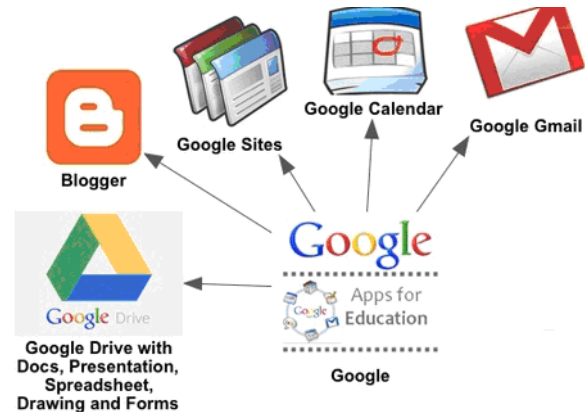 Google Calendar
Google Gmail
Google Sites
Blogger
Google
Apps for
Education
Google
Google Drive
Google Drive with
Docs, Presentation,
Spreadsheet,
Drawing and Forms
Google